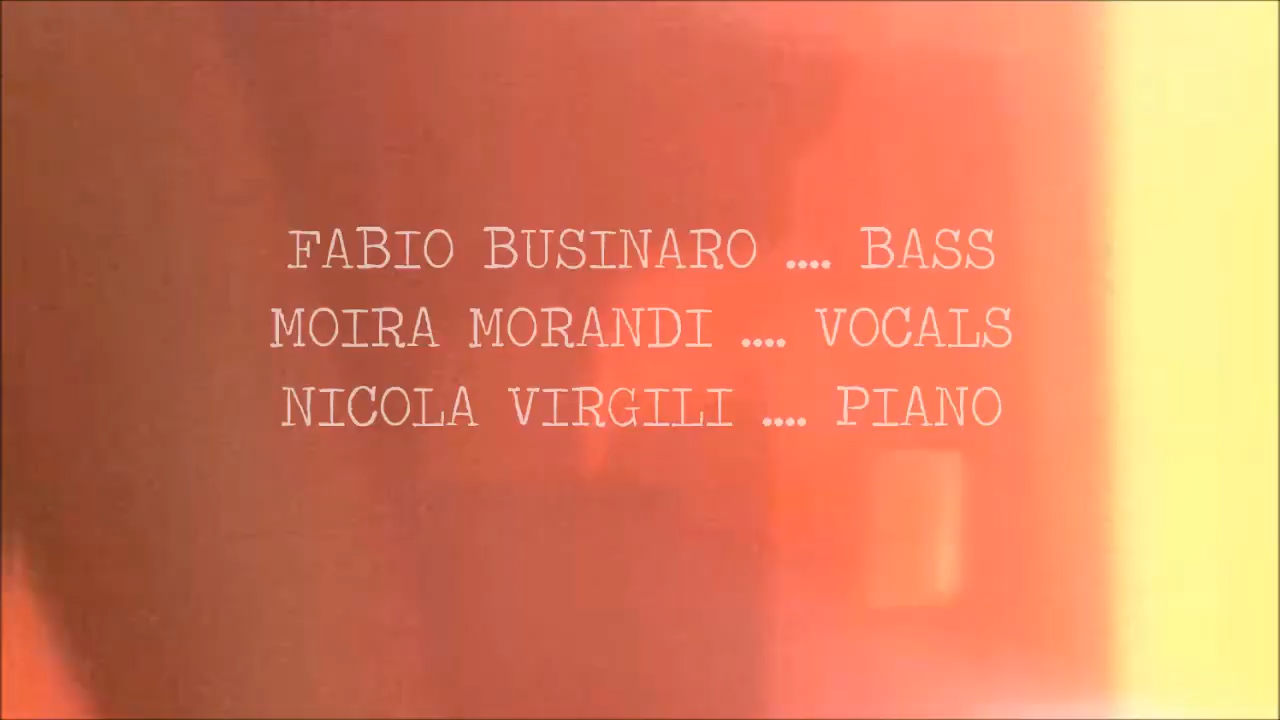 FABIO BUSINARO .... BASS
MOIRA MORANDI .... VOCALS
NICOLA VIRGILI .... PIANO